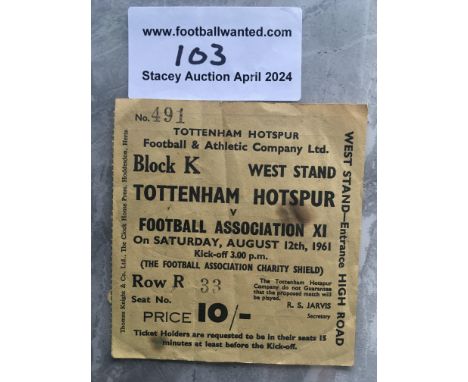 www.footballwanted.com
103
Stacey Auction April 2024
No. 491
TOTTENHAM HOTSPUR
Football & Athletic Company Ltd.
Block K WEST STAND
TOTTENHAM HOTSPUR
v
FOOTBALL ASSOCIATION XI
On SATURDAY, AUGUST 12th, 1961
Kick-off 3.00 p.m.
(THE FOOTBALL ASSOCIATION CHARITY SHIELD)
Row R 33
Seat No.
The Tottenham Hotspur
Company do not Guarantee
that the proposed match will
be played.
R. S. JARVIS
Secretary
PRICE 10/-
Ticket Holders are requested to be in their seats 15
minutes at least before the Kick-off.
WEST STAND—Entrance HIGH ROAD
Thomas Knight & Co. Ltd., The Clock House Press, Hoddesdon, Herts